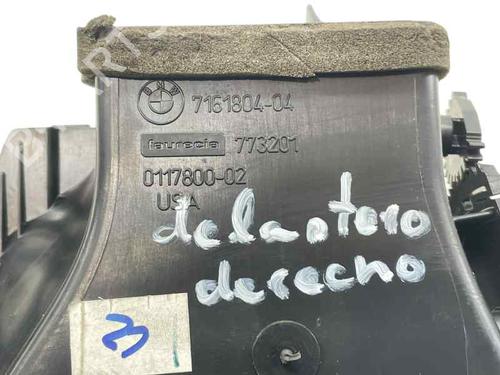 BMW 7161804-04
faurecia 773201
0117800-02
USA
delantero
derecho
3